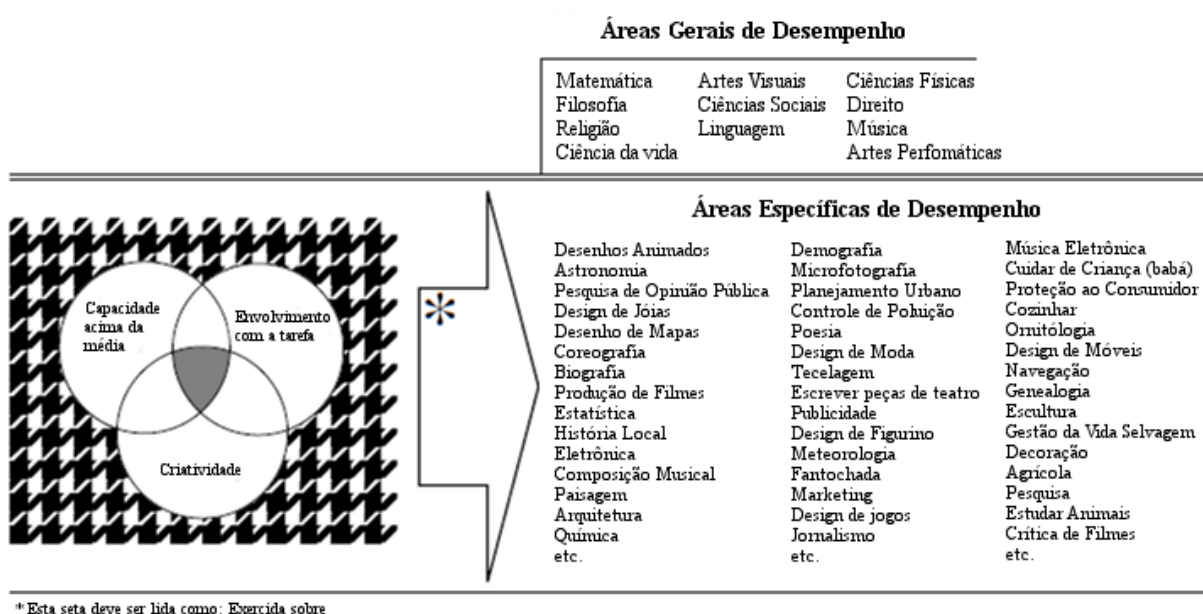 Áreas Gerais de Desempenho
Matemática Artes Visuais Ciências Físicas
Filosofia Ciências Sociais Direito
Religião Linguagem Música
Ciência da vida Artes Perfomáticas
Capacidade
acima da
média
Envolvimento
com a tarefa
Criatividade
*
Áreas Específicas de Desempenho
Desenhos Animados
Astronomia
Pesquisa de Opinião Pública
Design de Jóias
Desenho de Mapas
Coreografia
Biografia
Produção de Filmes
Estatística
História Local
Eletrônica
Composição Musical
Paisagem
Arquitetura
Química
etc.
Demografia
Microfotografia
Planejamento Urbano
Controle de Poluição
Poesia
Design de Moda
Tecelagem
Escrever peças de teatro
Publicidade
Design de Figurino
Meteorologia
Fantochada
Marketing
Design de jogos
Jornalismo
etc.
Música Eletrônica
Cuidar de Criança (babá)
Proteção ao Consumidor
Cozinhar
Ornitólogia
Design de Móveis
Navegação
Genealogia
Escultura
Gestão da Vida Selvagem
Decoração
Agrícola
Pesquisa
Estudar Animais
Crítica de Filmes
etc.
* Esta seta deve ser lida como: Exercida sobre